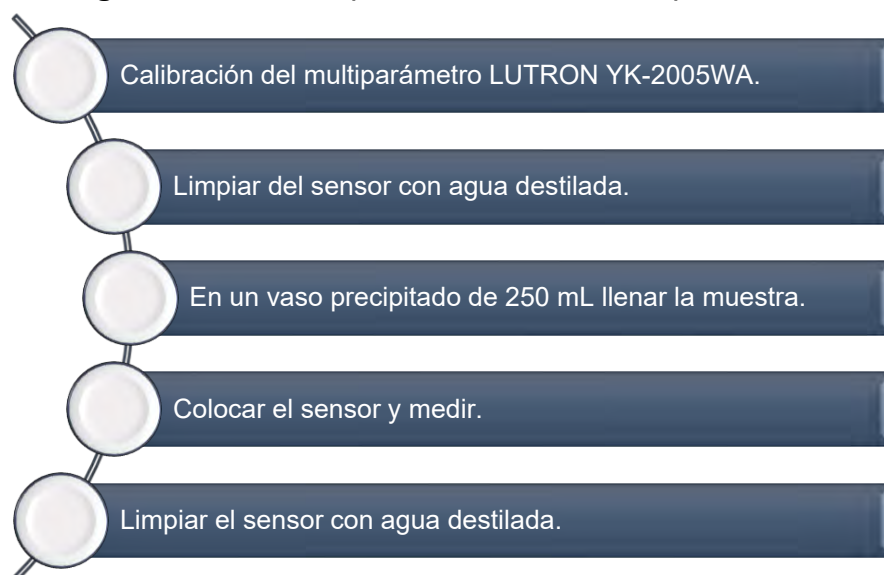 Calibración del multiparámetro LUTRON YK-2005WA.
Limpiar del sensor con agua destilada.
En un vaso precipitado de 250 mL llenar la muestra.
Colocar el sensor y medir.
Limpiar el sensor con agua destilada.